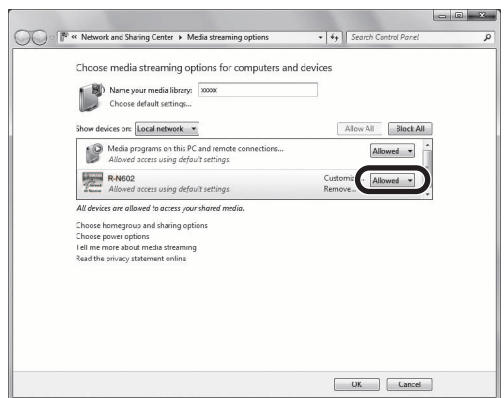 « Network and Sharing Center ▸ Media streaming options
Search Control Panel
Choose media streaming options for computers and devices
Name your media library: xxxxx
Choose default settings...
Show devices on: Local network
Allow All
Block All
Media programs on this PC and remote connections...
Allowed access using default settings.
Allowed
R-N602
Allowed access using default settings.
Customize...
Remove...
Allowed
All devices are allowed to access your shared media.
Choose homegroup and sharing options
Choose power options
Tell me more about media streaming
Read the privacy statement online
OK
Cancel